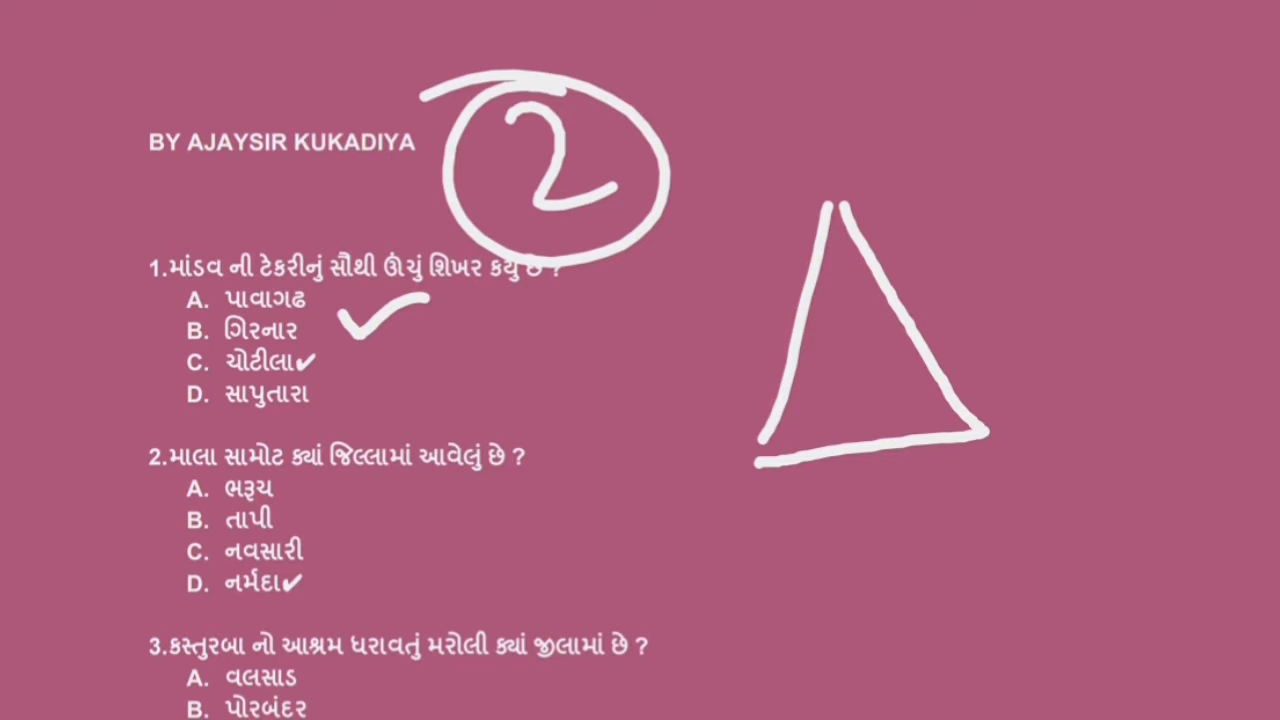 2
BY AJAYSIR KUKADIYA
1.માંડવ ની ટેકરીનું સૌથી ઊંચું શિખર કયું છે ?
A. પાવાગઢ
B. ગિરનાર
C. ચોટીલા✔
D. સાપુતારા
2.માલા સામોટ ક્યાં જિલ્લામાં આવેલું છે ?
A. ભરૂચ
B. તાપી
C. નવસારી
D. નર્મદા✔
3.કસ્તુરબા નો આશ્રમ ધરાવતું મરોલી ક્યાં જીલામાં છે ?
A. વલસાડ
B. પોરબંદર